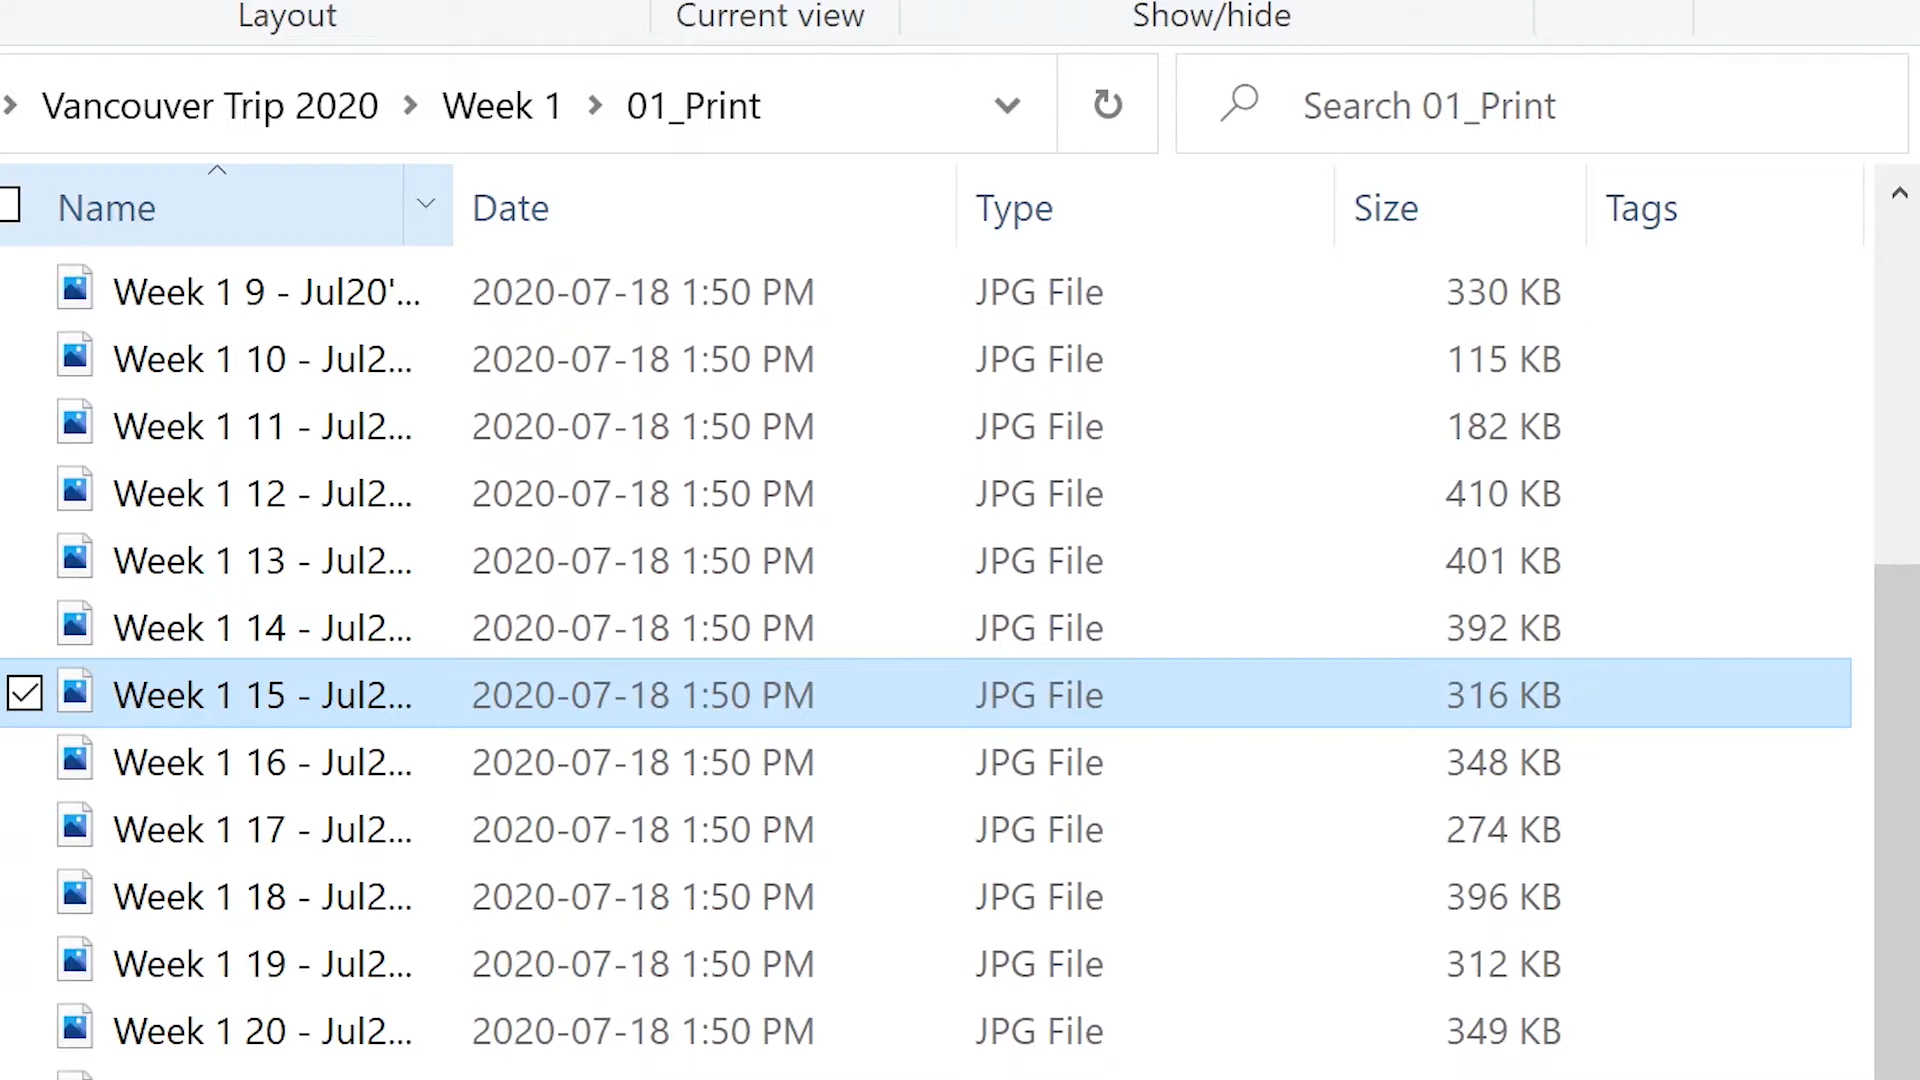 Layout Current view Show/hide
Vancouver Trip 2020 Week 1 01_Print Search 01_Print
Name Date Type Size Tags
Week 1 9 - Jul20'... 2020-07-18 1:50 PM JPG File 330 KB
Week 1 10 - Jul2... 2020-07-18 1:50 PM JPG File 115 KB
Week 1 11 - Jul2... 2020-07-18 1:50 PM JPG File 182 KB
Week 1 12 - Jul2... 2020-07-18 1:50 PM JPG File 410 KB
Week 1 13 - Jul2... 2020-07-18 1:50 PM JPG File 401 KB
Week 1 14 - Jul2... 2020-07-18 1:50 PM JPG File 392 KB
Week 1 15 - Jul2... 2020-07-18 1:50 PM JPG File 316 KB
Week 1 16 - Jul2... 2020-07-18 1:50 PM JPG File 348 KB
Week 1 17 - Jul2... 2020-07-18 1:50 PM JPG File 274 KB
Week 1 18 - Jul2... 2020-07-18 1:50 PM JPG File 396 KB
Week 1 19 - Jul2... 2020-07-18 1:50 PM JPG File 312 KB
Week 1 20 - Jul2... 2020-07-18 1:50 PM JPG File 349 KB